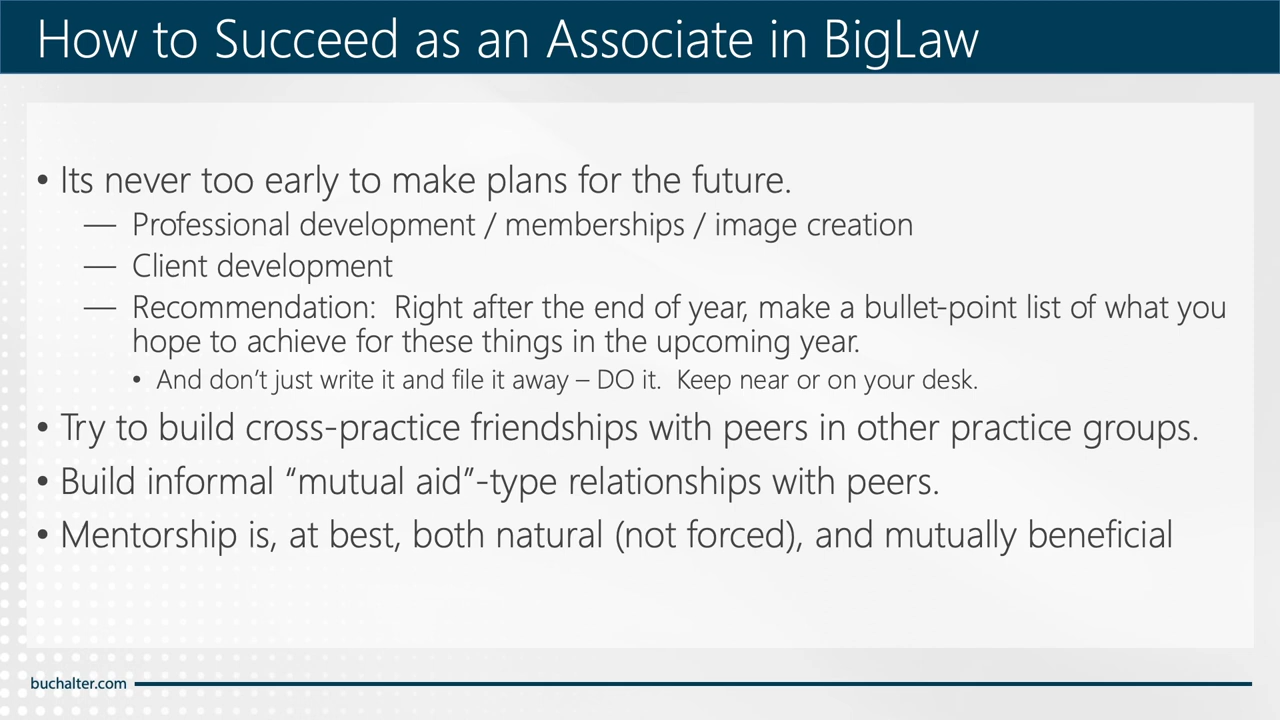 How to Succeed as an Associate in BigLaw
• Its never too early to make plans for the future.
— Professional development / memberships / image creation
— Client development
— Recommendation:  Right after the end of year, make a bullet-point list of what you
hope to achieve for these things in the upcoming year.
• And don’t just write it and file it away – DO it.  Keep near or on your desk.
• Try to build cross-practice friendships with peers in other practice groups.
• Build informal “mutual aid”-type relationships with peers.
• Mentorship is, at best, both natural (not forced), and mutually beneficial
buchalter.com